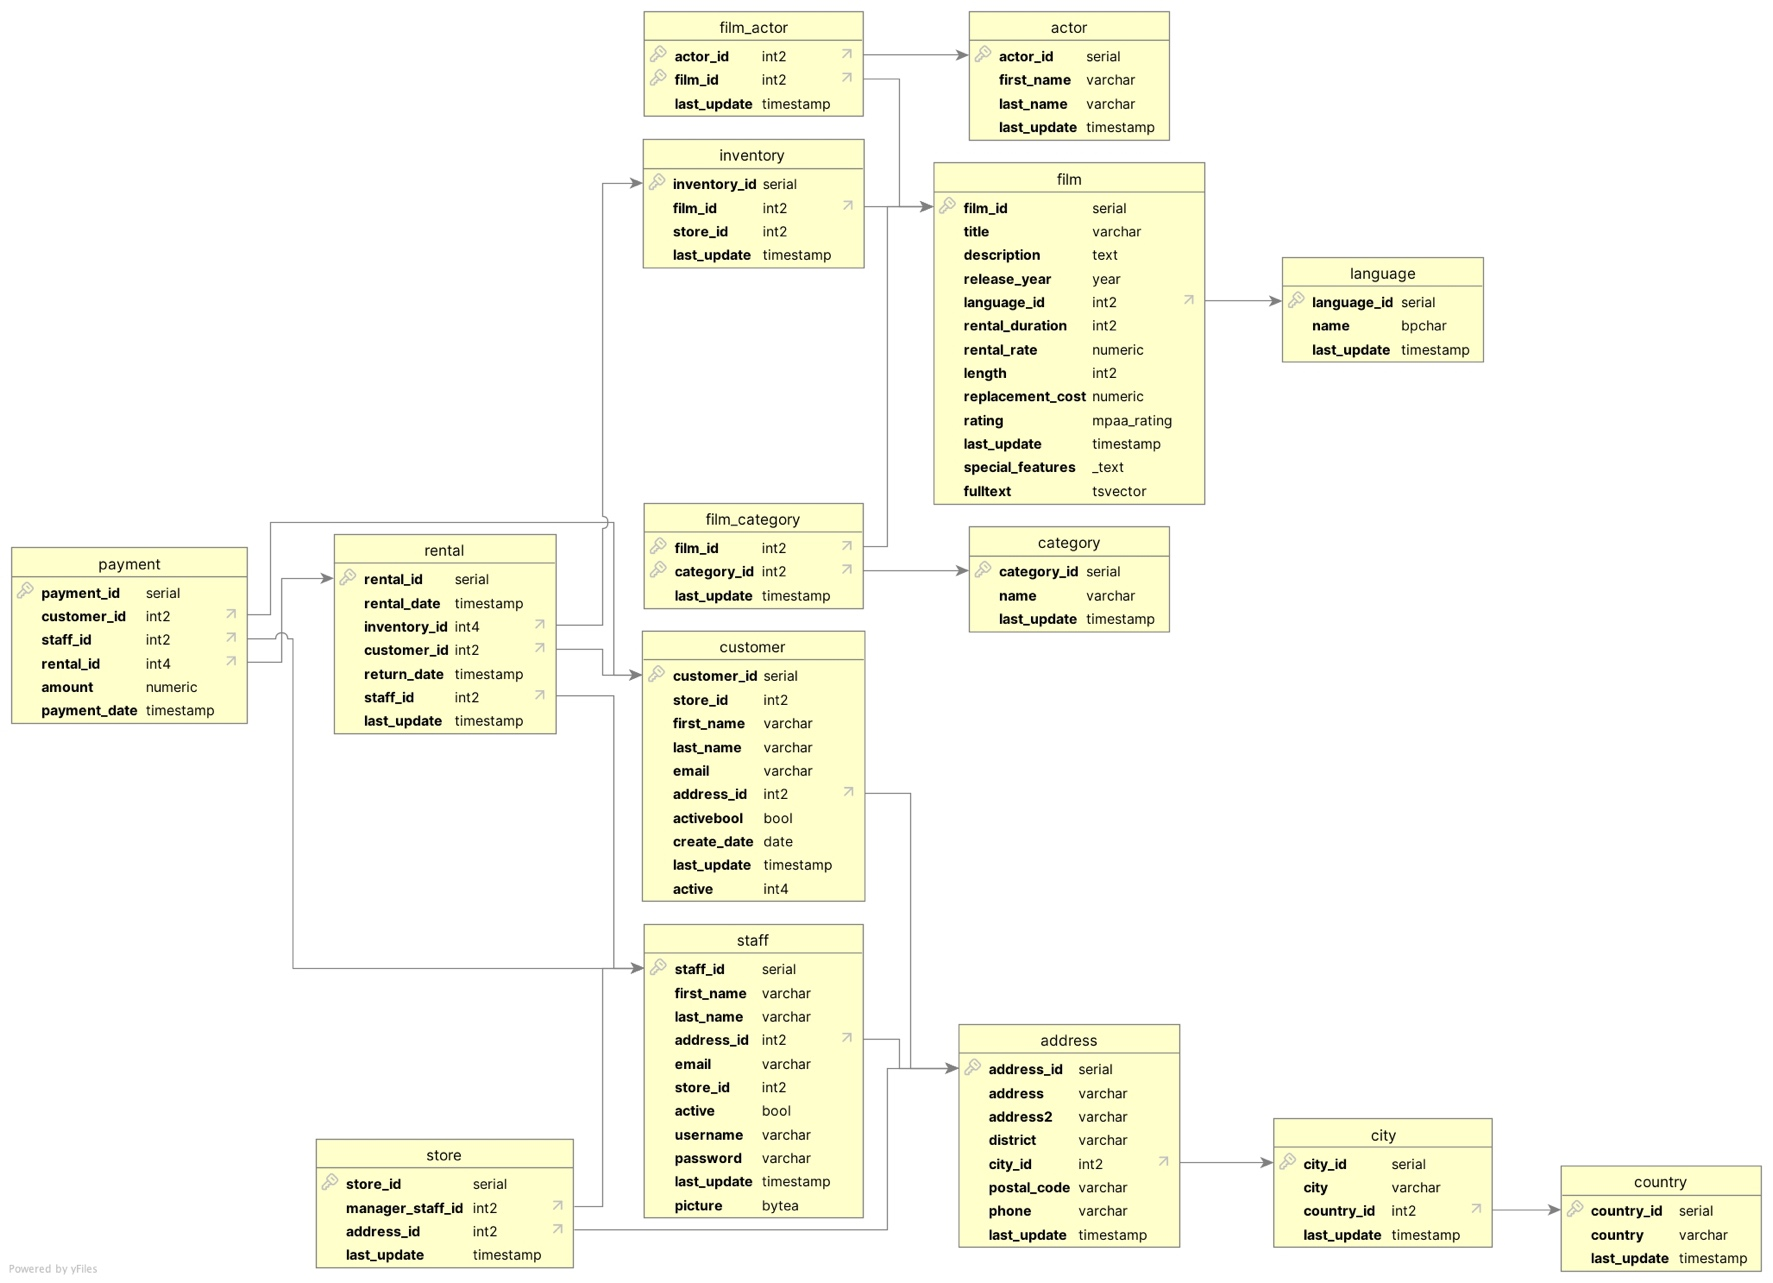 film_actor
actor_id int2
film_id int2
last_update timestamp
actor
actor_id serial
first_name varchar
last_name varchar
last_update timestamp
inventory
inventory_id serial
film_id int2
store_id int2
last_update timestamp
film
film_id serial
title varchar
description text
release_year year
language_id int2
rental_duration int2
rental_rate numeric
length int2
replacement_cost numeric
rating mpaa_rating
last_update timestamp
special_features _text
fulltext tsvector
language
language_id serial
name bpchar
last_update timestamp
film_category
film_id int2
category_id int2
last_update timestamp
category
category_id serial
name varchar
last_update timestamp
payment
payment_id serial
customer_id int2
staff_id int2
rental_id int4
amount numeric
payment_date timestamp
rental
rental_id serial
rental_date timestamp
inventory_id int4
customer_id int2
return_date timestamp
staff_id int2
last_update timestamp
customer
customer_id serial
store_id int2
first_name varchar
last_name varchar
email varchar
address_id int2
activebool bool
create_date date
last_update timestamp
active int4
staff
staff_id serial
first_name varchar
last_name varchar
address_id int2
email varchar
store_id int2
active bool
username varchar
password varchar
last_update timestamp
picture bytea
store
store_id serial
manager_staff_id int2
address_id int2
last_update timestamp
address
address_id serial
address varchar
address2 varchar
district varchar
city_id int2
postal_code varchar
phone varchar
last_update timestamp
city
city_id serial
city varchar
country_id int2
last_update timestamp
country
country_id serial
country varchar
last_update timestamp
Powered by yFiles